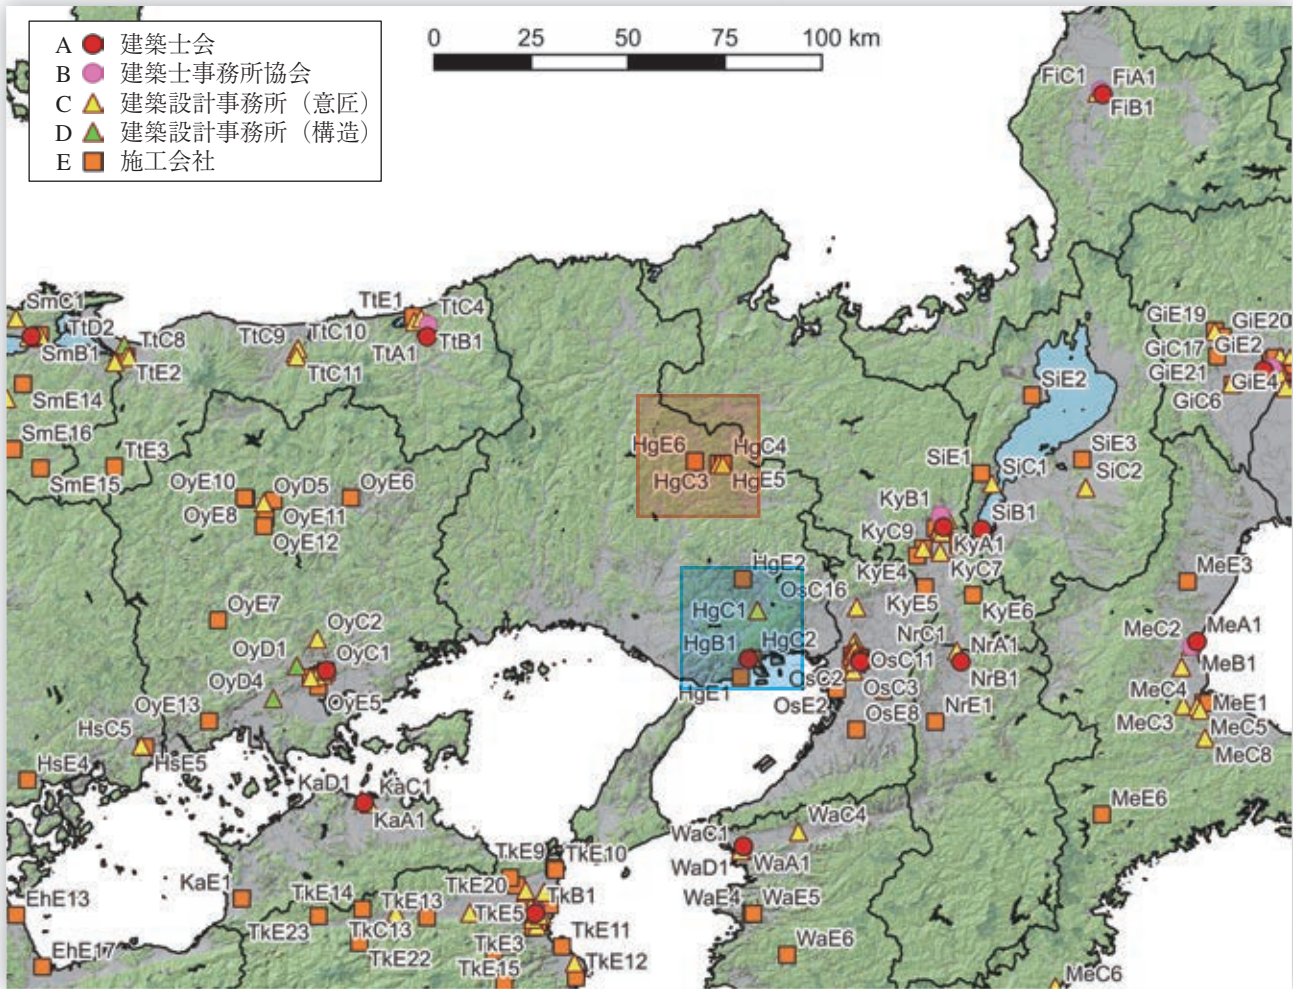 A 建築士会
B 建築士事務所協会
C 建築設計事務所（意匠）
D 建築設計事務所（構造）
E 施工会社
0 25 50 75 100 km
FiC1 FiA1
FiB1
SmC1
TtD2
SmB1
TtC8
TtE2
TtC9
TtC10
TtC11
TtE1
TtC4
TtA1
TtB1
GiE19
GiE20
GiC17
GiE2
GiE21
GiE4
GiC6
SmE14
SmE16
SmE15
TtE3
SiE2
SiE3
SiC2
SiE1
SiC1
SiB1
HgE6
HgC4
HgC3
HgE5
OyE10
OyD5
OyE6
OyE8
OyE11
OyE12
KyB1
KyC9
KyA1
KyC7
KyE4
KyE5
KyE6
HgE2
HgC1
OsC16
HgB1
HgC2
HgE1
OyE7
OyC2
OyD1
OyC1
OyD4
OyE5
OyE13
NrC1
NrA1
NrB1
NrE1
OsC11
OsC2
OsC3
OsE2
OsE8
MeE3
MeC2
MeA1
MeB1
MeC4
MeE1
MeC3
MeC5
MeC8
MeE6
MeC6
HsC5
HsE4
HsE5
KaD1
KaC1
KaA1
KaE1
WaC1
WaC4
WaD1
WaA1
WaE4
WaE5
WaE6
TkE9
TkE10
TkE20
TkB1
TkE14
TkE13
TkE5
TkE23
TkC13
TkE22
TkE3
TkE11
TkE15
TkE12
EhE13
EhE17